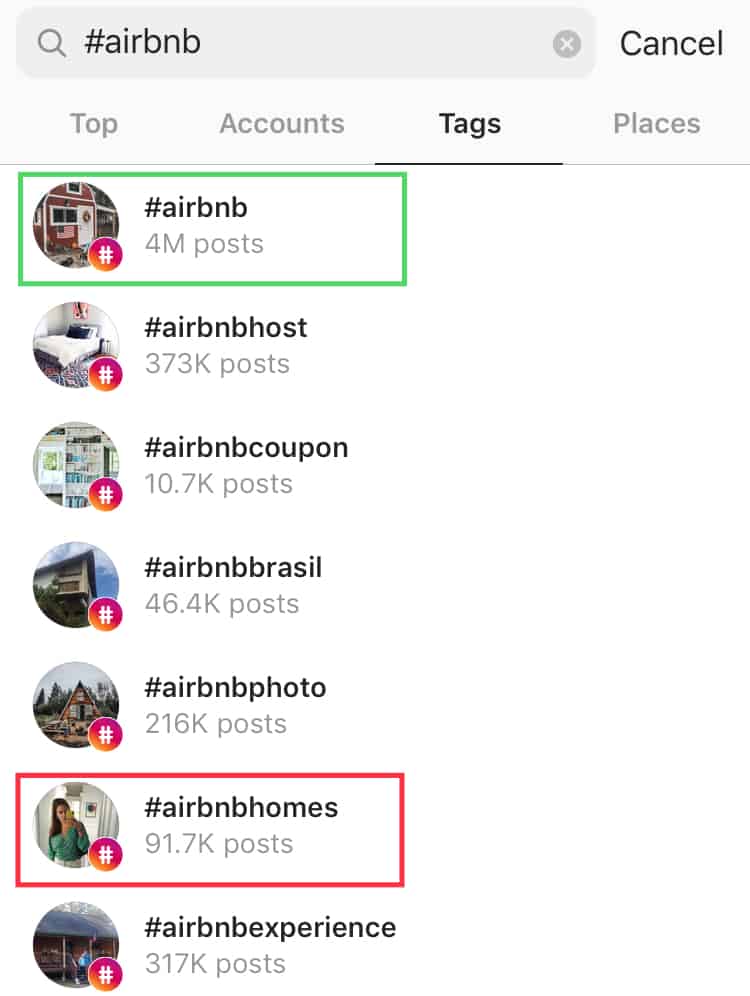 #airbnb
Cancel
Top
Accounts
Tags
Places
#airbnb
4M posts
#airbnbhost
373K posts
#airbnbcoupon
10.7K posts
#airbnbbrasil
46.4K posts
#airbnbphoto
216K posts
#airbnbhomes
91.7K posts
#airbnbexperience
317K posts